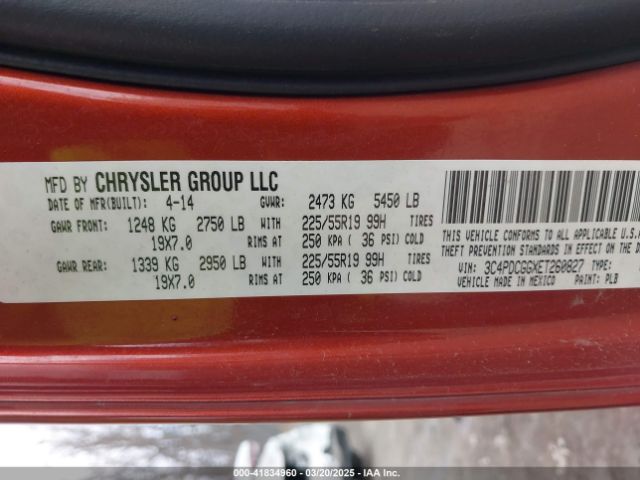 MFD BY CHRYSLER GROUP LLC
DATE OF MFR(BUILT): 4-14 GVWR: 2473 KG 5450 LB
GAWR FRONT: 1248 KG 2750 LB WITH 225/55R19 99H TIRES
19X7.0 RIMS AT 250 KPA ( 36 PSI) COLD
GAWR REAR: 1339 KG 2950 LB WITH 225/55R19 99H TIRES
19X7.0 RIMS AT 250 KPA ( 36 PSI) COLD
THIS VEHICLE CONFORMS TO ALL APPLICABLE U.S.A
THEFT PREVENTION STANDARDS IN EFFECT ON THE D
VIN: 3C4PDCGGXET260827 TYPE:
VEHICLE MADE IN MEXICO PAINT: PLB
000-41834960 - 03/20/2025 - IAA Inc.